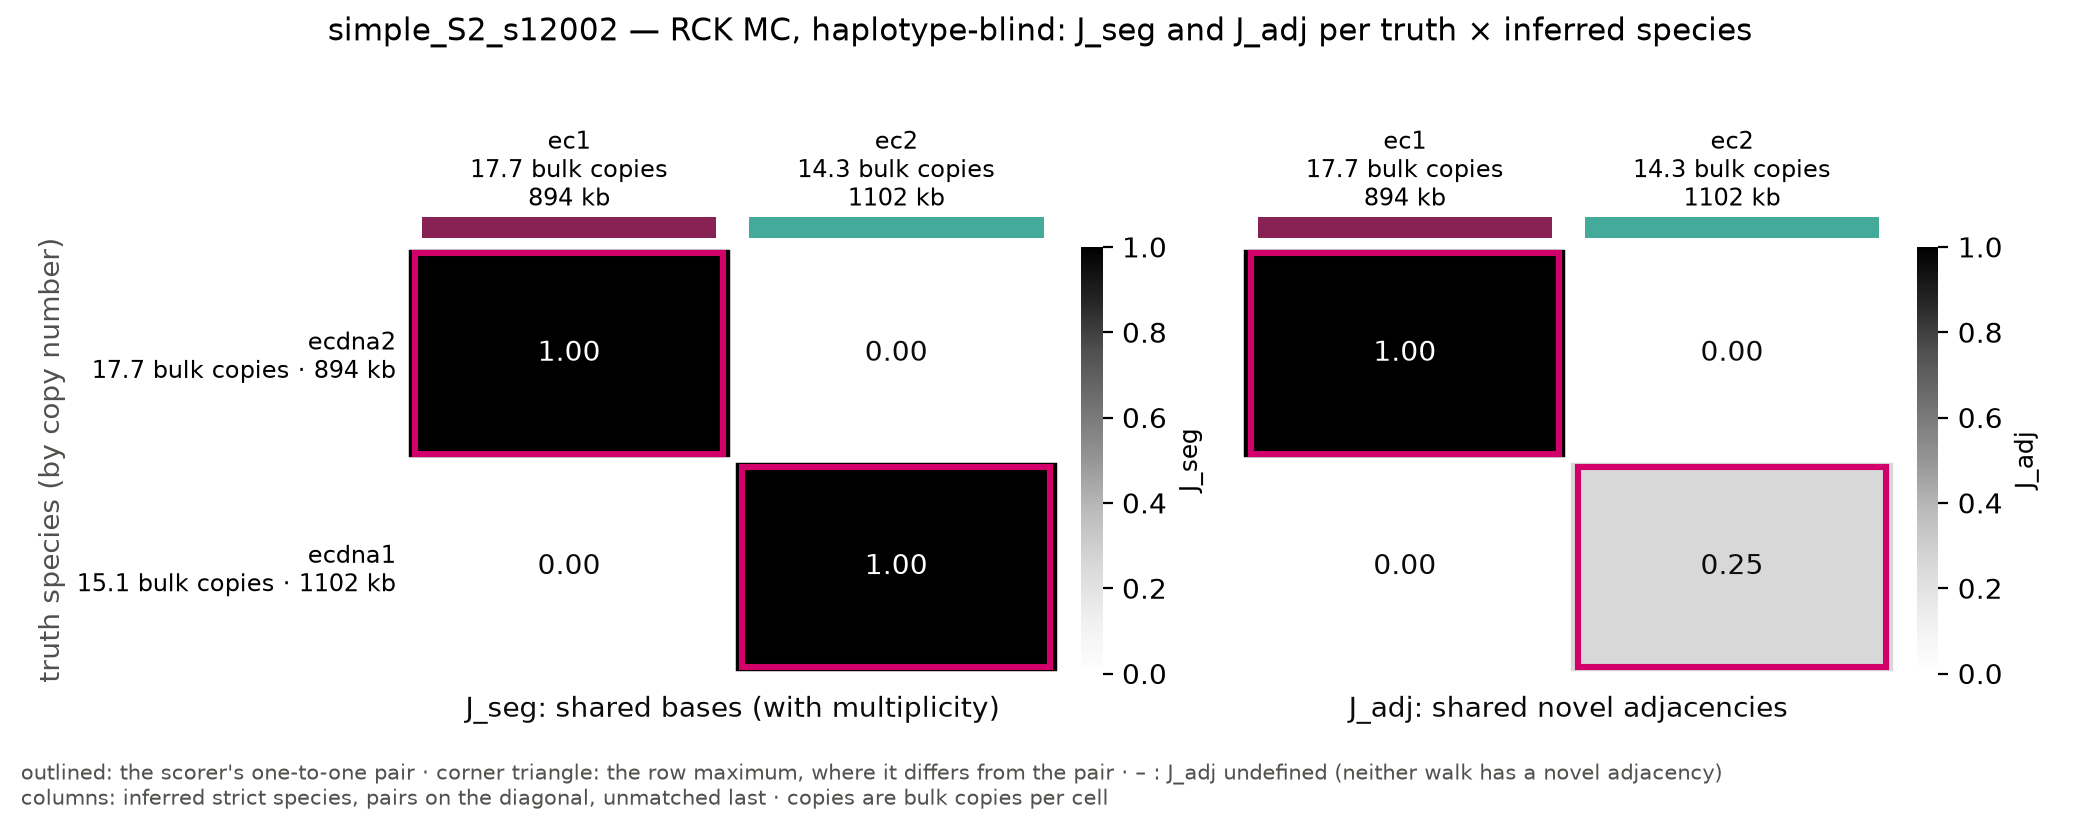 simple_S2_s12002 — RCK MC, haplotype-blind: J_seg and J_adj per truth × inferred species
ec1
17.7 bulk copies
894 kb
ec2
14.3 bulk copies
1102 kb
ec1
17.7 bulk copies
894 kb
ec2
14.3 bulk copies
1102 kb
truth species (by copy number)
ecdna2
17.7 bulk copies · 894 kb
ecdna1
15.1 bulk copies · 1102 kb
1.00
0.00
0.00
1.00
1.0
0.8
0.6
0.4
0.2
0.0
J_seg
1.00
0.00
0.00
0.25
1.0
0.8
0.6
0.4
0.2
0.0
J_adj
J_seg: shared bases (with multiplicity)
J_adj: shared novel adjacencies
outlined: the scorer's one-to-one pair · corner triangle: the row maximum, where it differs from the pair · – : J_adj undefined (neither walk has a novel adjacency)
columns: inferred strict species, pairs on the diagonal, unmatched last · copies are bulk copies per cell